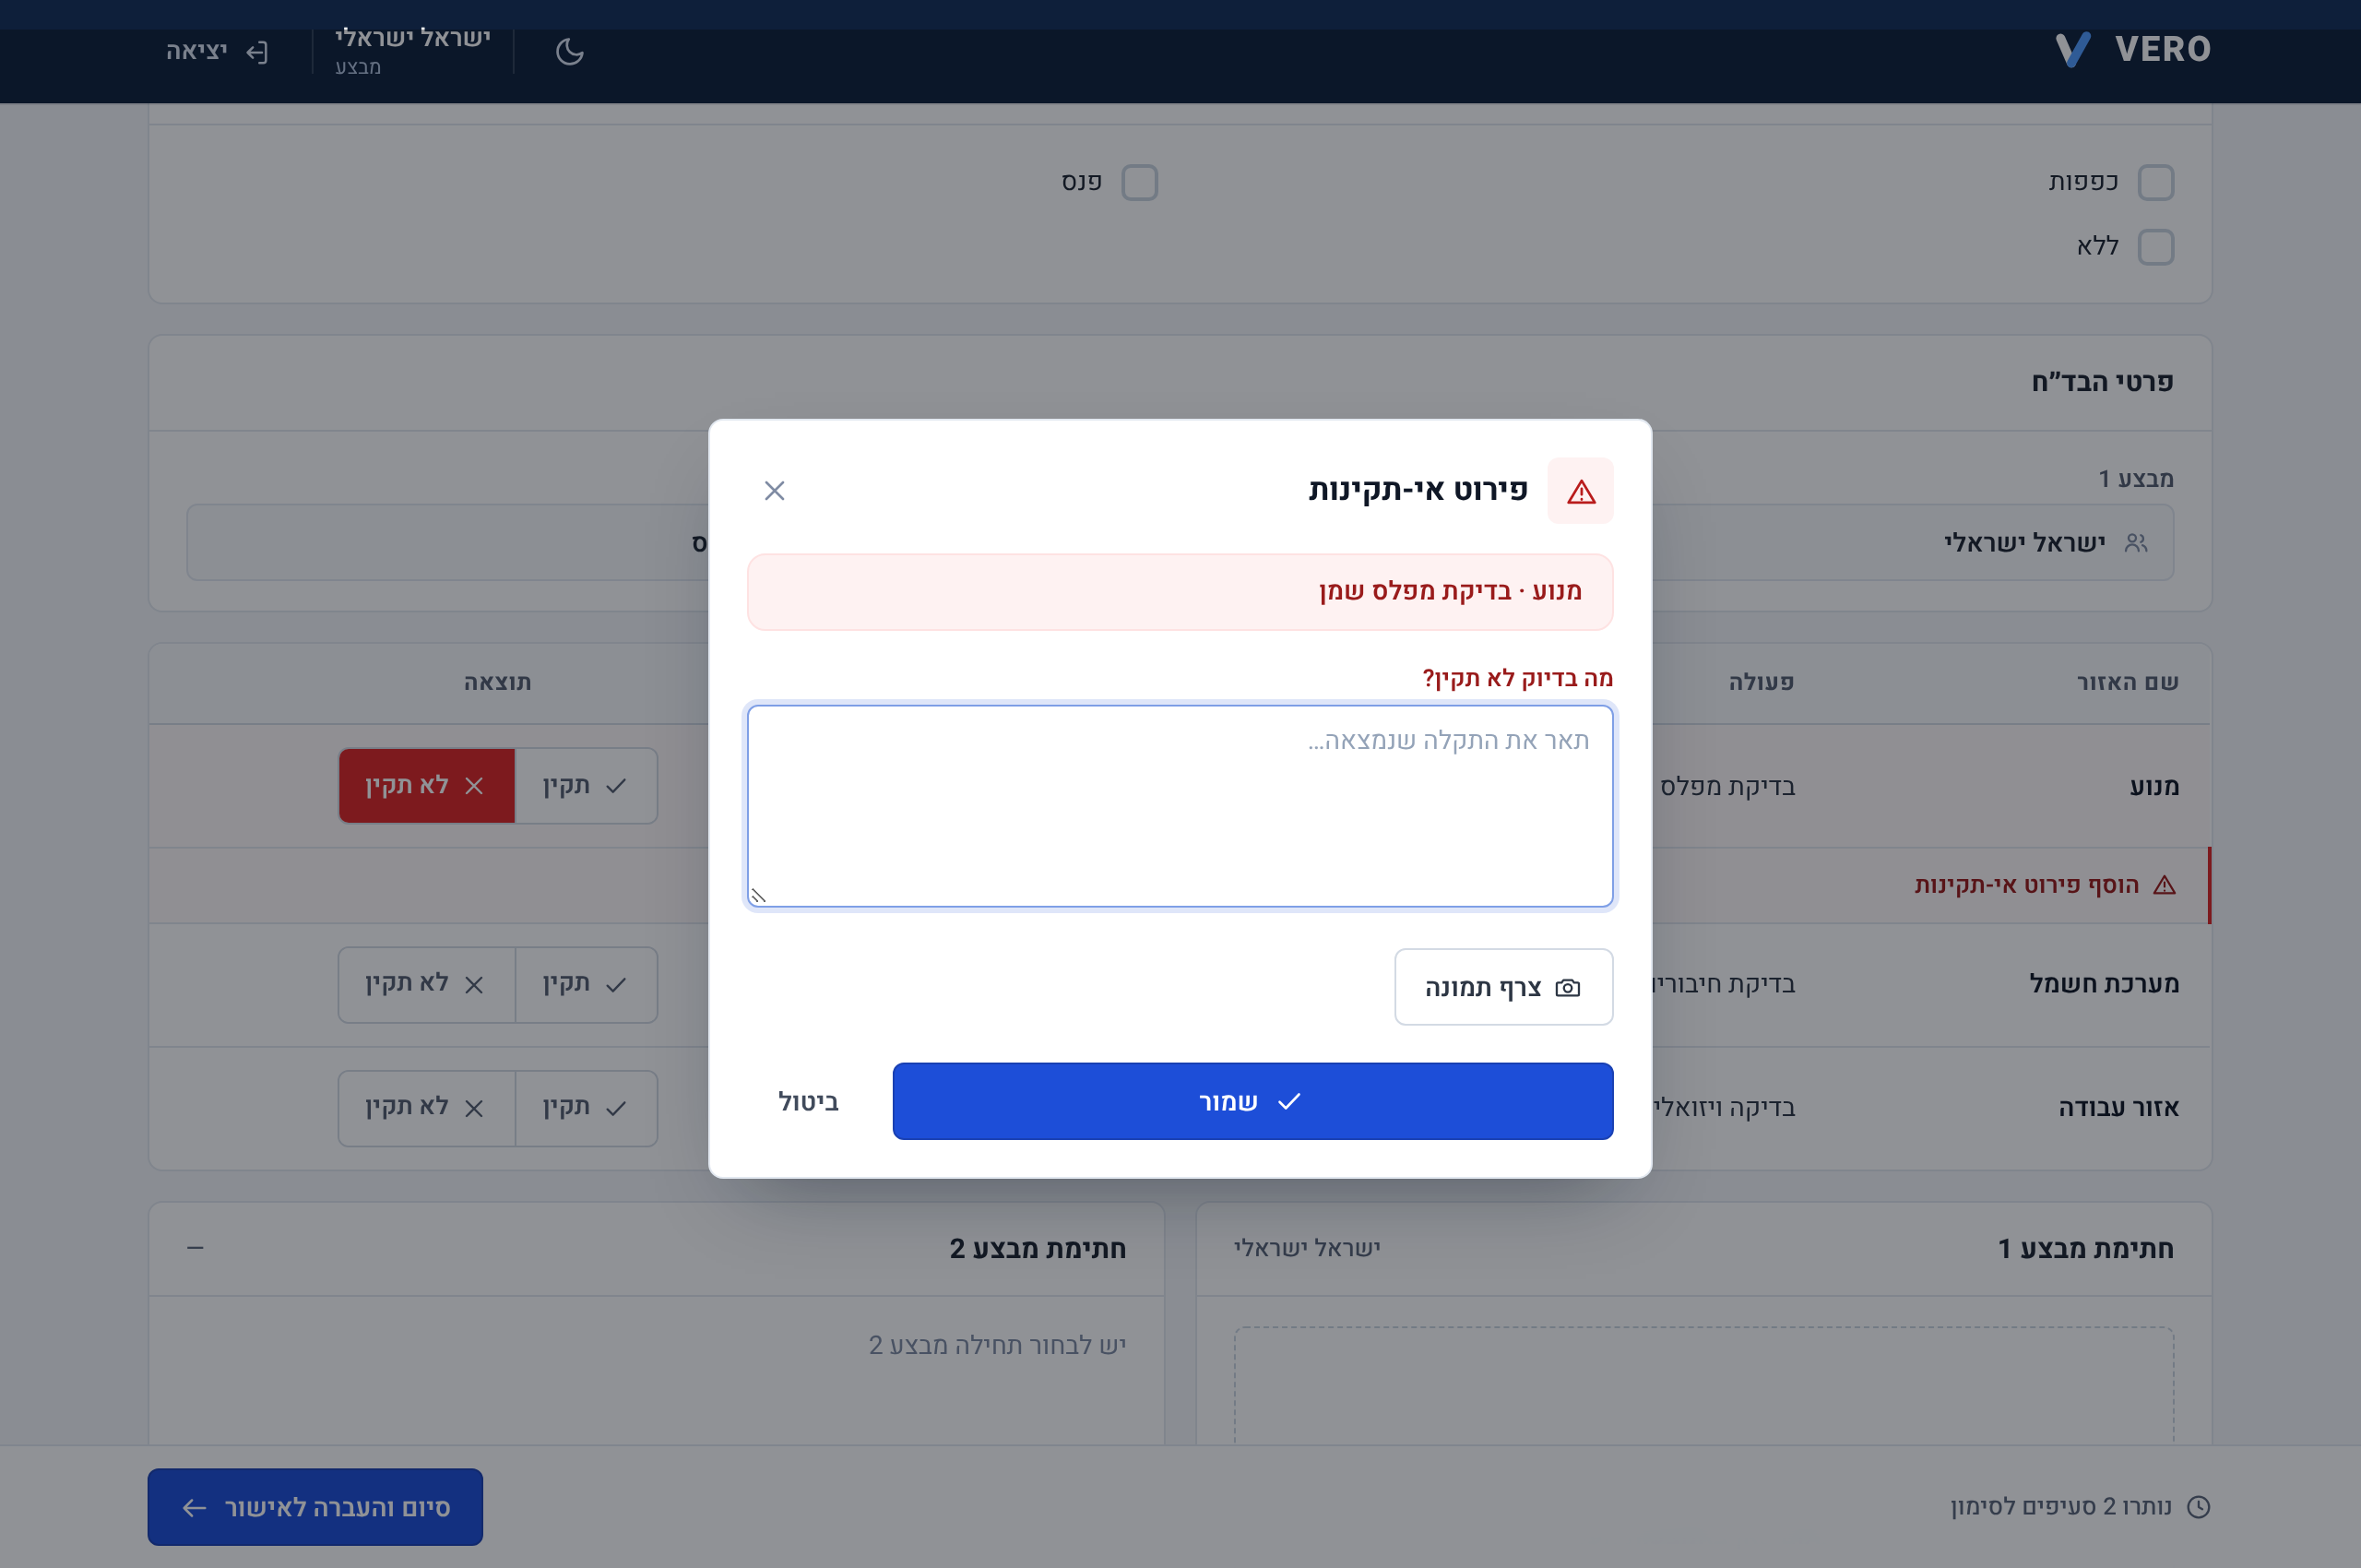 VERO
ישראל ישראלי
מבצע
יציאה
כפפות
פנס
ללא
פרטי הבד״ח
מבצע 1
ישראל ישראלי
פירוט אי-תקינות
מנוע · בדיקת מפלס שמן
מה בדיוק לא תקין?
תאר את התקלה שנמצאה...
צרף תמונה
שמור
ביטול
שם האזור
פעולה
תוצאה
מנוע
בדיקת מפלס
תקין
לא תקין
הוסף פירוט אי-תקינות
מערכת חשמל
בדיקת
תקין
לא תקין
אזור עבודה
בדיקה
תקין
לא תקין
חתימת מבצע 1
ישראל ישראלי
חתימת מבצע 2
–
יש לבחור תחילה מבצע 2
נותרו 2 סעיפים לסימון
סיום והעברה לאישור